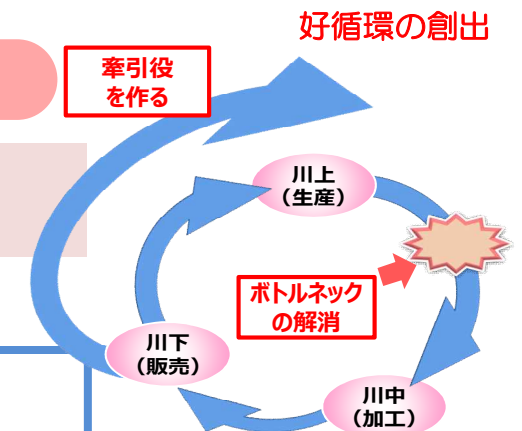 好循環の創出
牽引役
を作る
川上
（生産）
ボトルネック
の解消
川下
（販売）
川中
（加工）